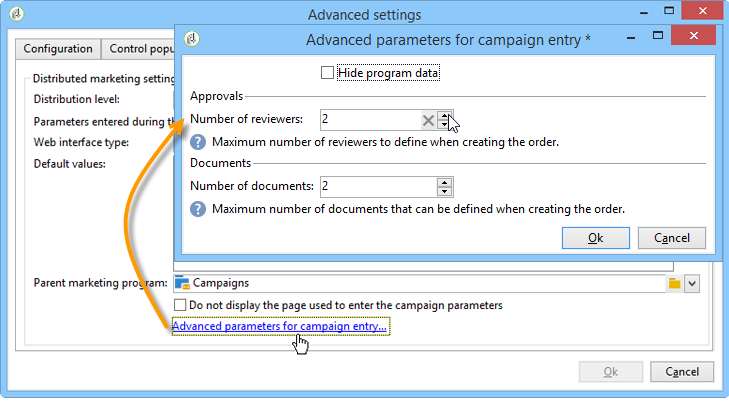 Advanced settings
Configuration
Control popu
Distributed marketing setting
Distribution level:
Parameters entered during th
Web interface type:
Default values:
Advanced parameters for campaign entry *
Hide program data
Approvals
Number of reviewers: 2
Maximum number of reviewers to define when creating the order.
Documents
Number of documents: 2
Maximum number of documents that can be defined when creating the order.
Ok Cancel
Parent marketing program: Campaigns
Do not display the page used to enter the campaign parameters
Advanced parameters for campaign entry...
Ok Cancel